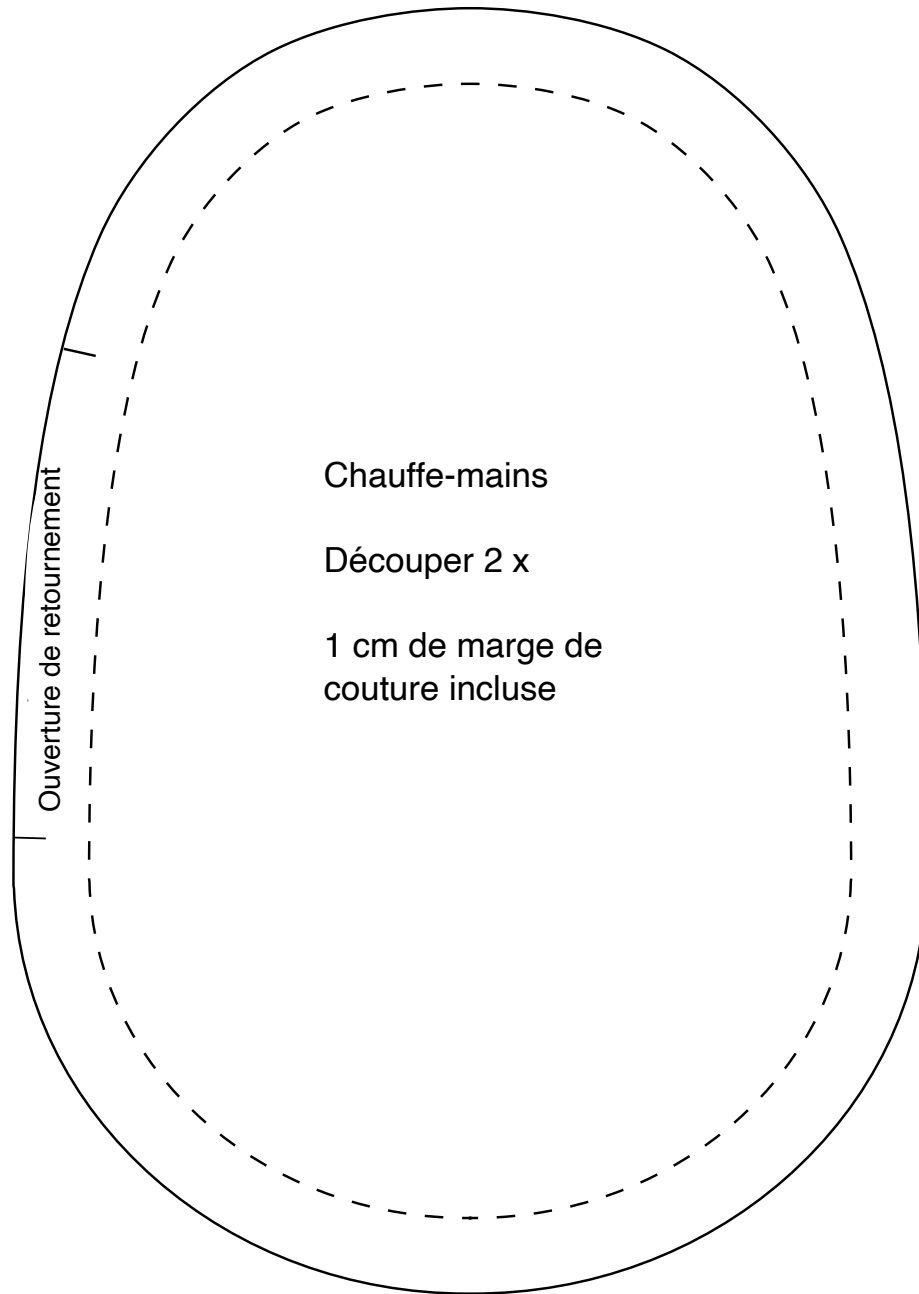 Chauffe-mains
Découper 2 x
1 cm de marge de
couture incluse
Ouverture de retournement